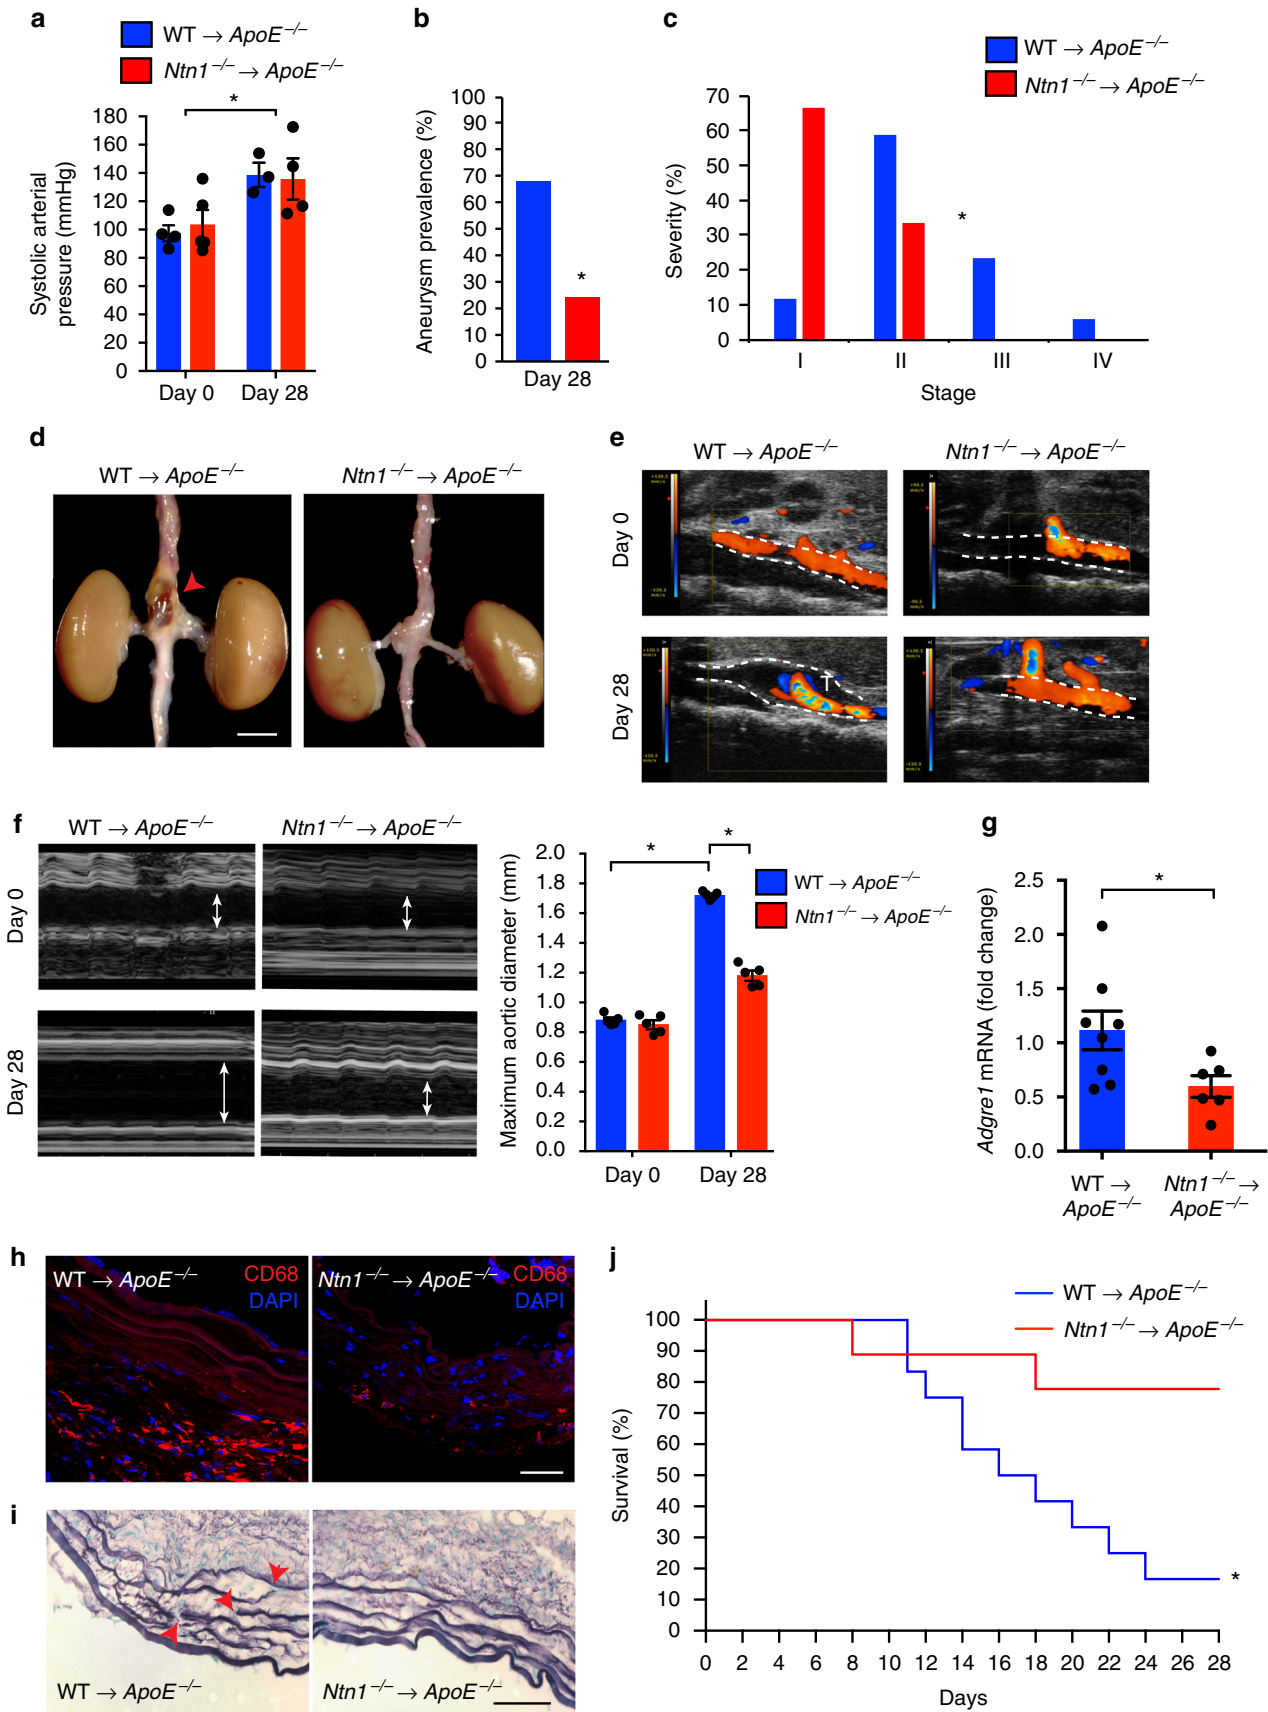 a
WT → ApoE–/–
Ntn1–/– → ApoE–/–
*
Systolic arterial
pressure (mmHg)
180
160
140
120
100
80
60
40
20
0
Day 0 Day 28
b
Aneurysm prevalence (%)
100
90
80
70
60
50
40
30
20
10
0
*
Day 28
c
WT → ApoE–/–
Ntn1–/– → ApoE–/–
Severity (%)
70
60
50
40
30
20
10
0
*
I II III IV
Stage
d
WT → ApoE–/– Ntn1–/– → ApoE–/–
e
WT → ApoE–/– Ntn1–/– → ApoE–/–
Day 0
Day 28
T
f
WT → ApoE–/– Ntn1–/– → ApoE–/–
Day 0
Day 28
Maximum aortic diameter (mm)
2.0
1.8
1.6
1.4
1.2
1.0
0.8
0.6
0.4
0.2
0.0
* *
WT → ApoE–/–
Ntn1–/– → ApoE–/–
Day 0 Day 28
g
Adgre1 mRNA (fold change)
2.5
2.0
1.5
1.0
0.5
0.0
*
WT →
ApoE–/–
Ntn1–/– →
ApoE–/–
h
WT → ApoE–/– CD68
DAPI
Ntn1–/– → ApoE–/– CD68
DAPI
i
WT → ApoE–/– Ntn1–/– → ApoE–/–
j
WT → ApoE–/–
Ntn1–/– → ApoE–/–
Survival (%)
100
90
80
70
60
50
40
30
20
10
0
*
0 2 4 6 8 10 12 14 16 18 20 22 24 26 28
Days